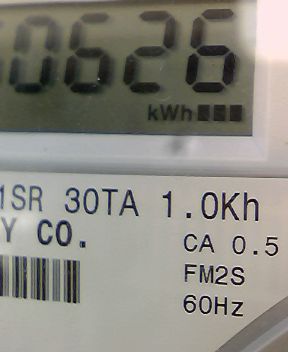 0626
kWh
1SR 30TA 1.0Kh
Y CO.
CA 0.5
FM2S
60Hz